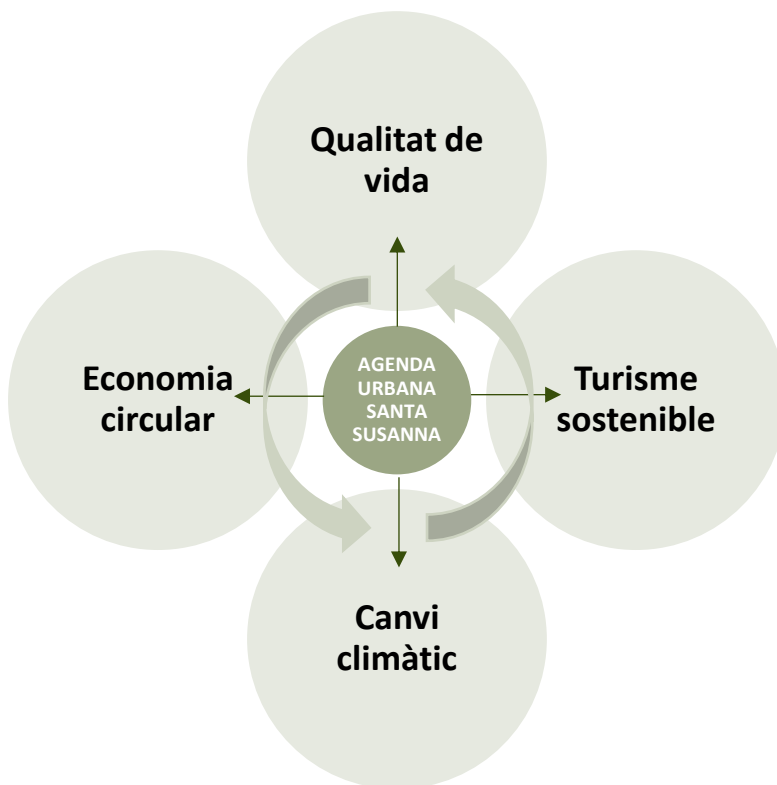 Qualitat de
vida
Economia
circular
AGENDA
URBANA
SANTA
SUSANNA
Turisme
sostenible
Canvi
climàtic